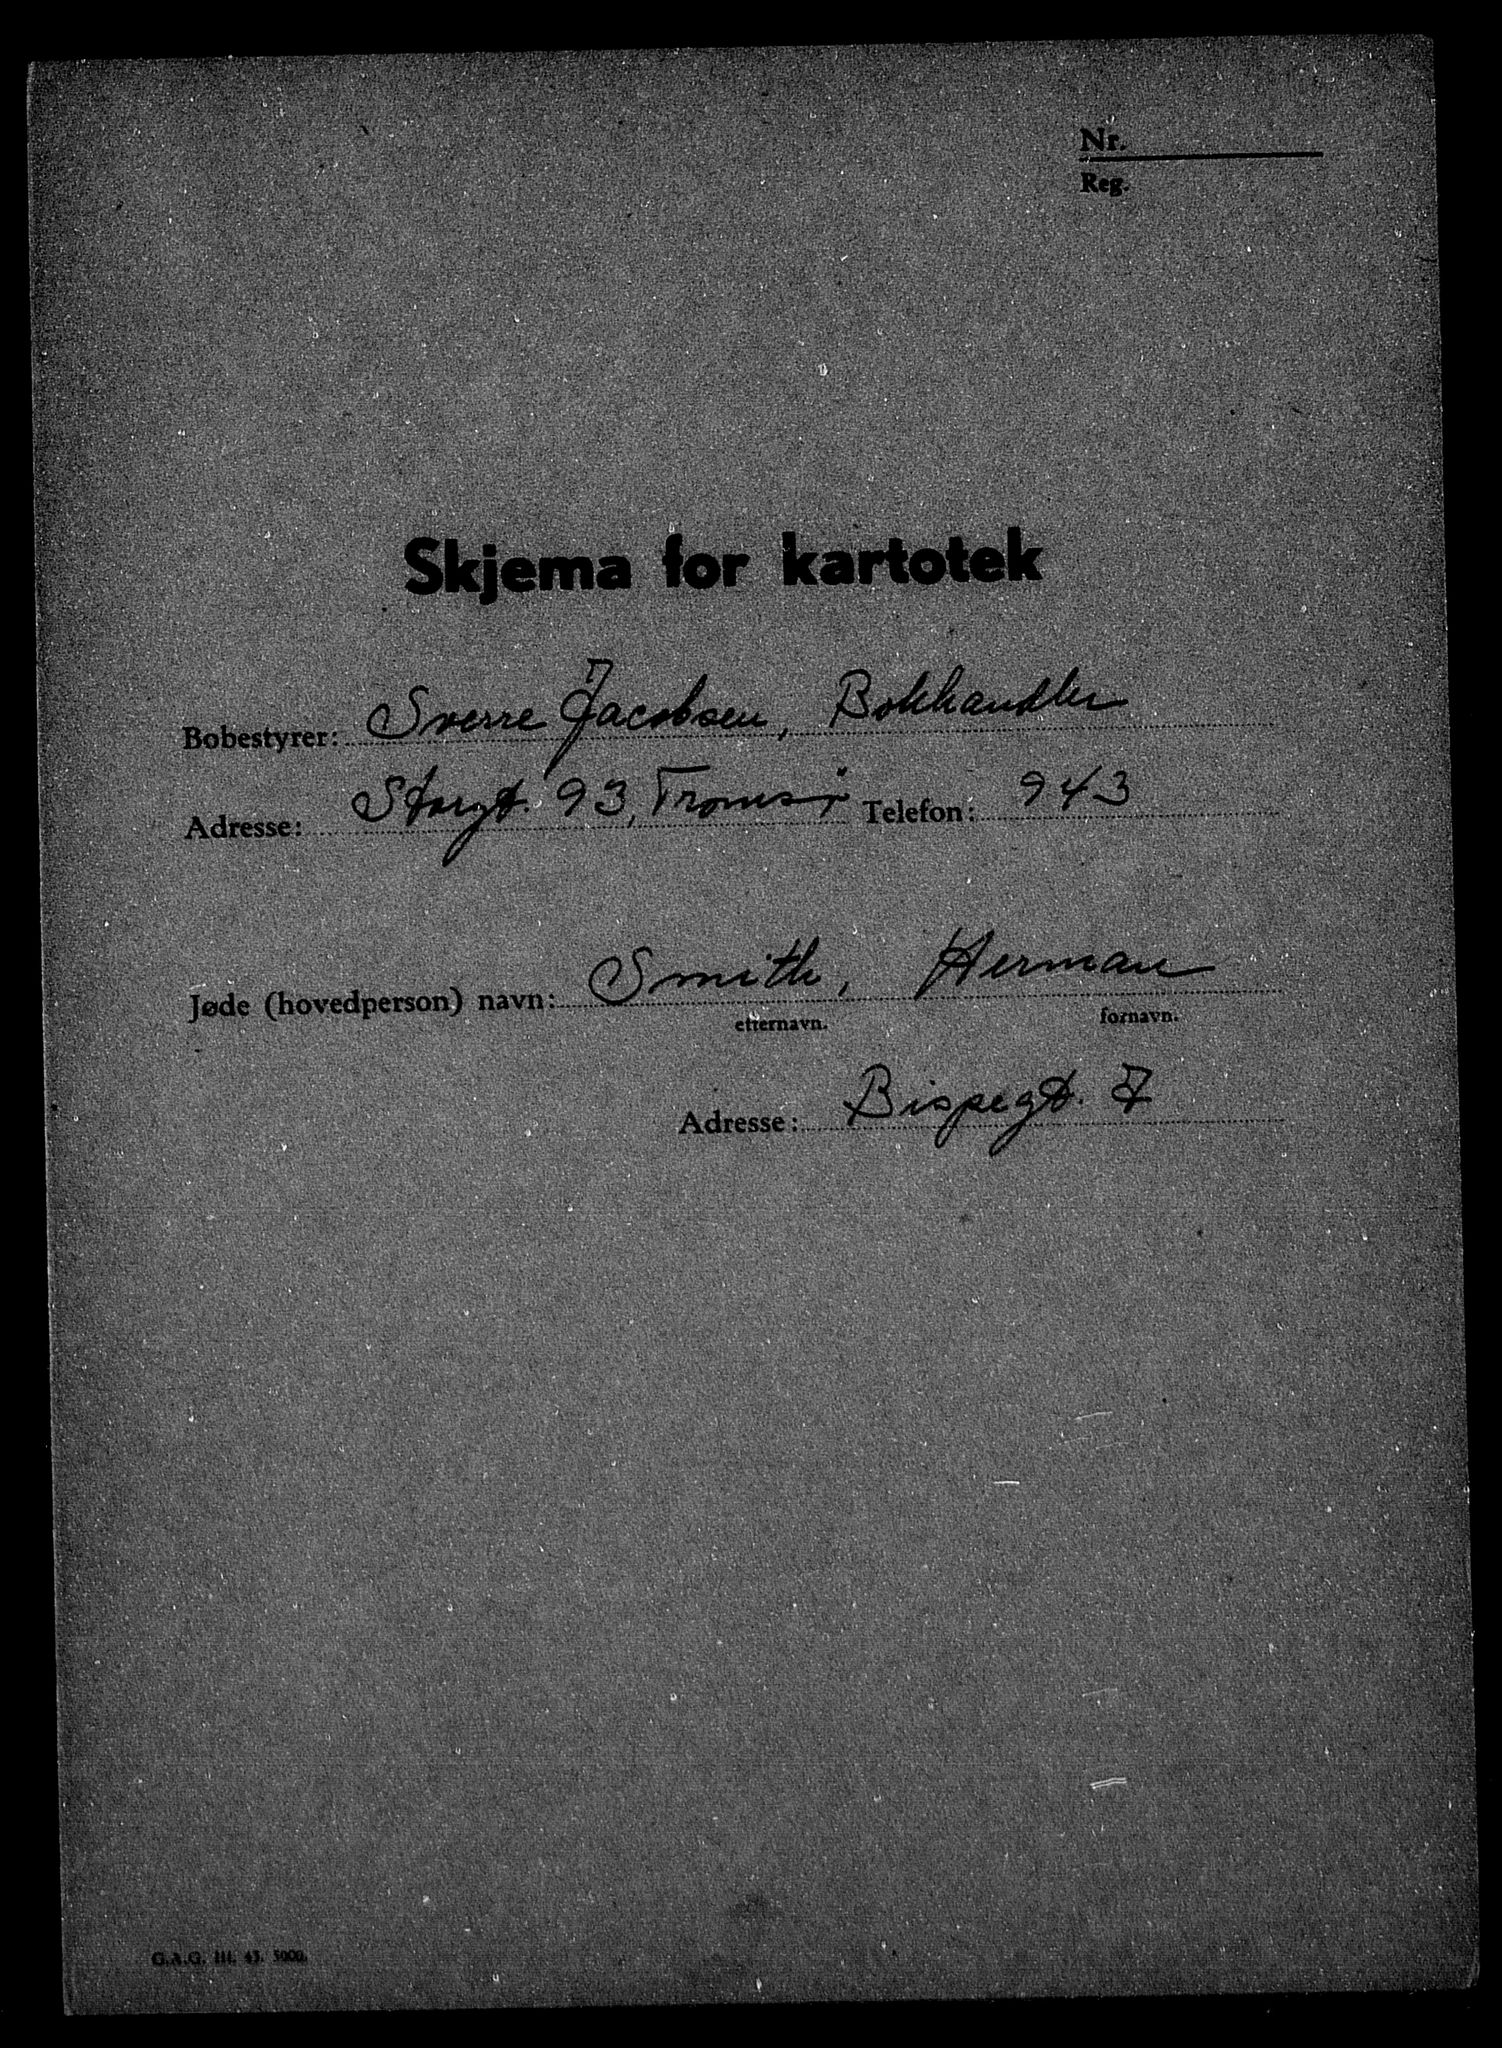 Nr.
Reg.
Skjema for kartotek
Bobestyrer: Sverre Jacobsen, Bokhandler
Adresse: Storgt. 93, Tromsø Telefon: 943
Jøde (hovedperson) navn: Smith, Herman
efternavn. fornavn.
Adresse: Bispegt. 7
G.A.G. III. 43. 5000.